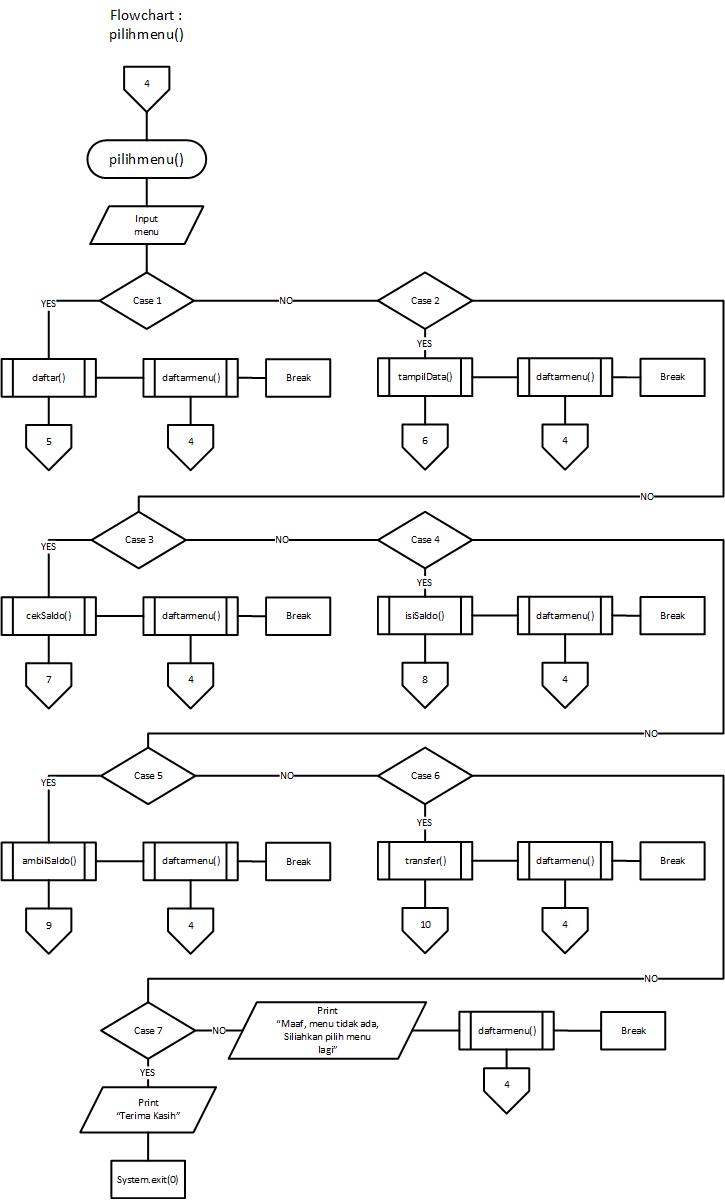 Flowchart :
pilihmenu()
4
pilihmenu()
Input
menu
Case 1
NO
Case 2
YES
YES
daftar()
daftarmenu()
Break
tampilData()
daftarmenu()
Break
5
4
6
4
NO
Case 3
NO
Case 4
YES
YES
cekSaldo()
daftarmenu()
Break
isiSaldo()
daftarmenu()
Break
7
4
8
4
NO
Case 5
NO
Case 6
YES
YES
ambilSaldo()
daftarmenu()
Break
transfer()
daftarmenu()
Break
9
4
10
4
NO
Case 7
NO
Print
“Maaf, menu tidak ada,
Siliahkan pilih menu
lagi”
daftarmenu()
Break
YES
4
Print
“Terima Kasih”
System.exit(0)